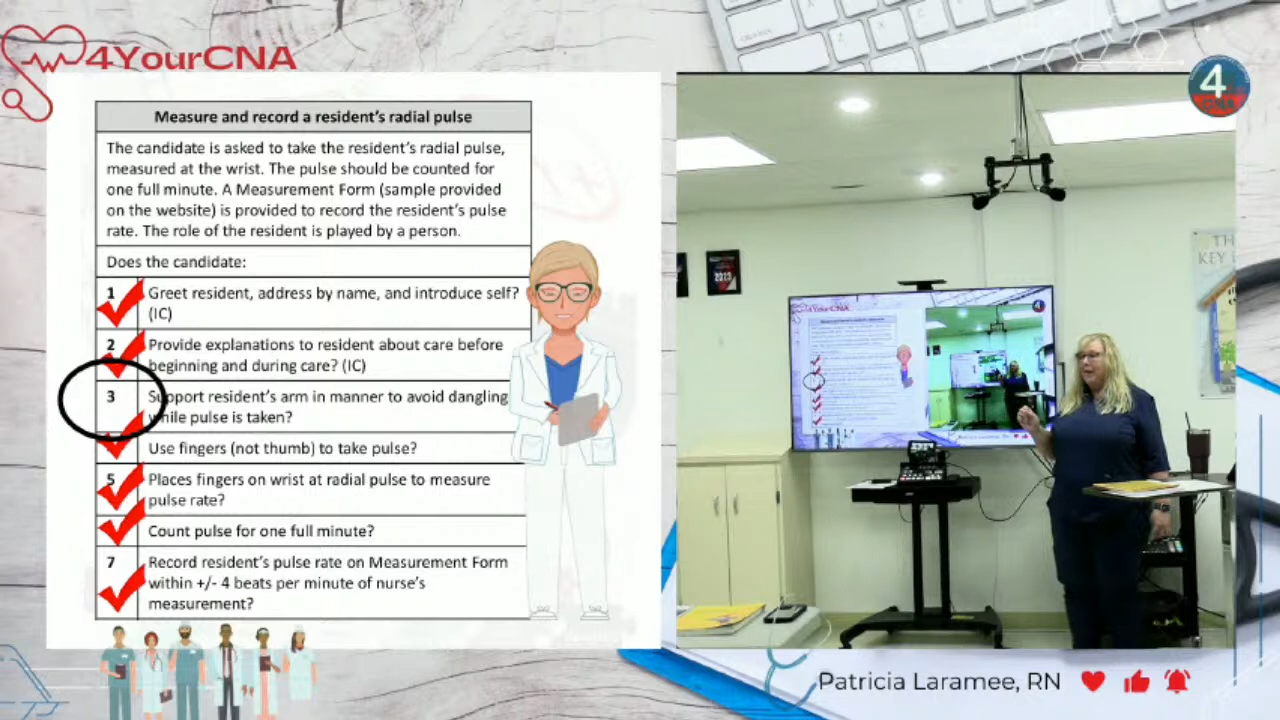 4YourCNA
Measure and record a resident's radial pulse
The candidate is asked to take the resident's radial pulse,
measured at the wrist. The pulse should be counted for
one full minute. A Measurement Form (sample provided
on the website) is provided to record the resident's pulse
rate. The role of the resident is played by a person.
Does the candidate:
1 Greet resident, address by name, and introduce self?
(IC)
2 Provide explanations to resident about care before
beginning and during care? (IC)
3 Support resident's arm in manner to avoid dangling
while pulse is taken?
Use fingers (not thumb) to take pulse?
5 Places fingers on wrist at radial pulse to measure
pulse rate?
Count pulse for one full minute?
7 Record resident's pulse rate on Measurement Form
within +/- 4 beats per minute of nurse's
measurement?
4
CNA
2023
TH
KEY
Patricia Laramee, RN